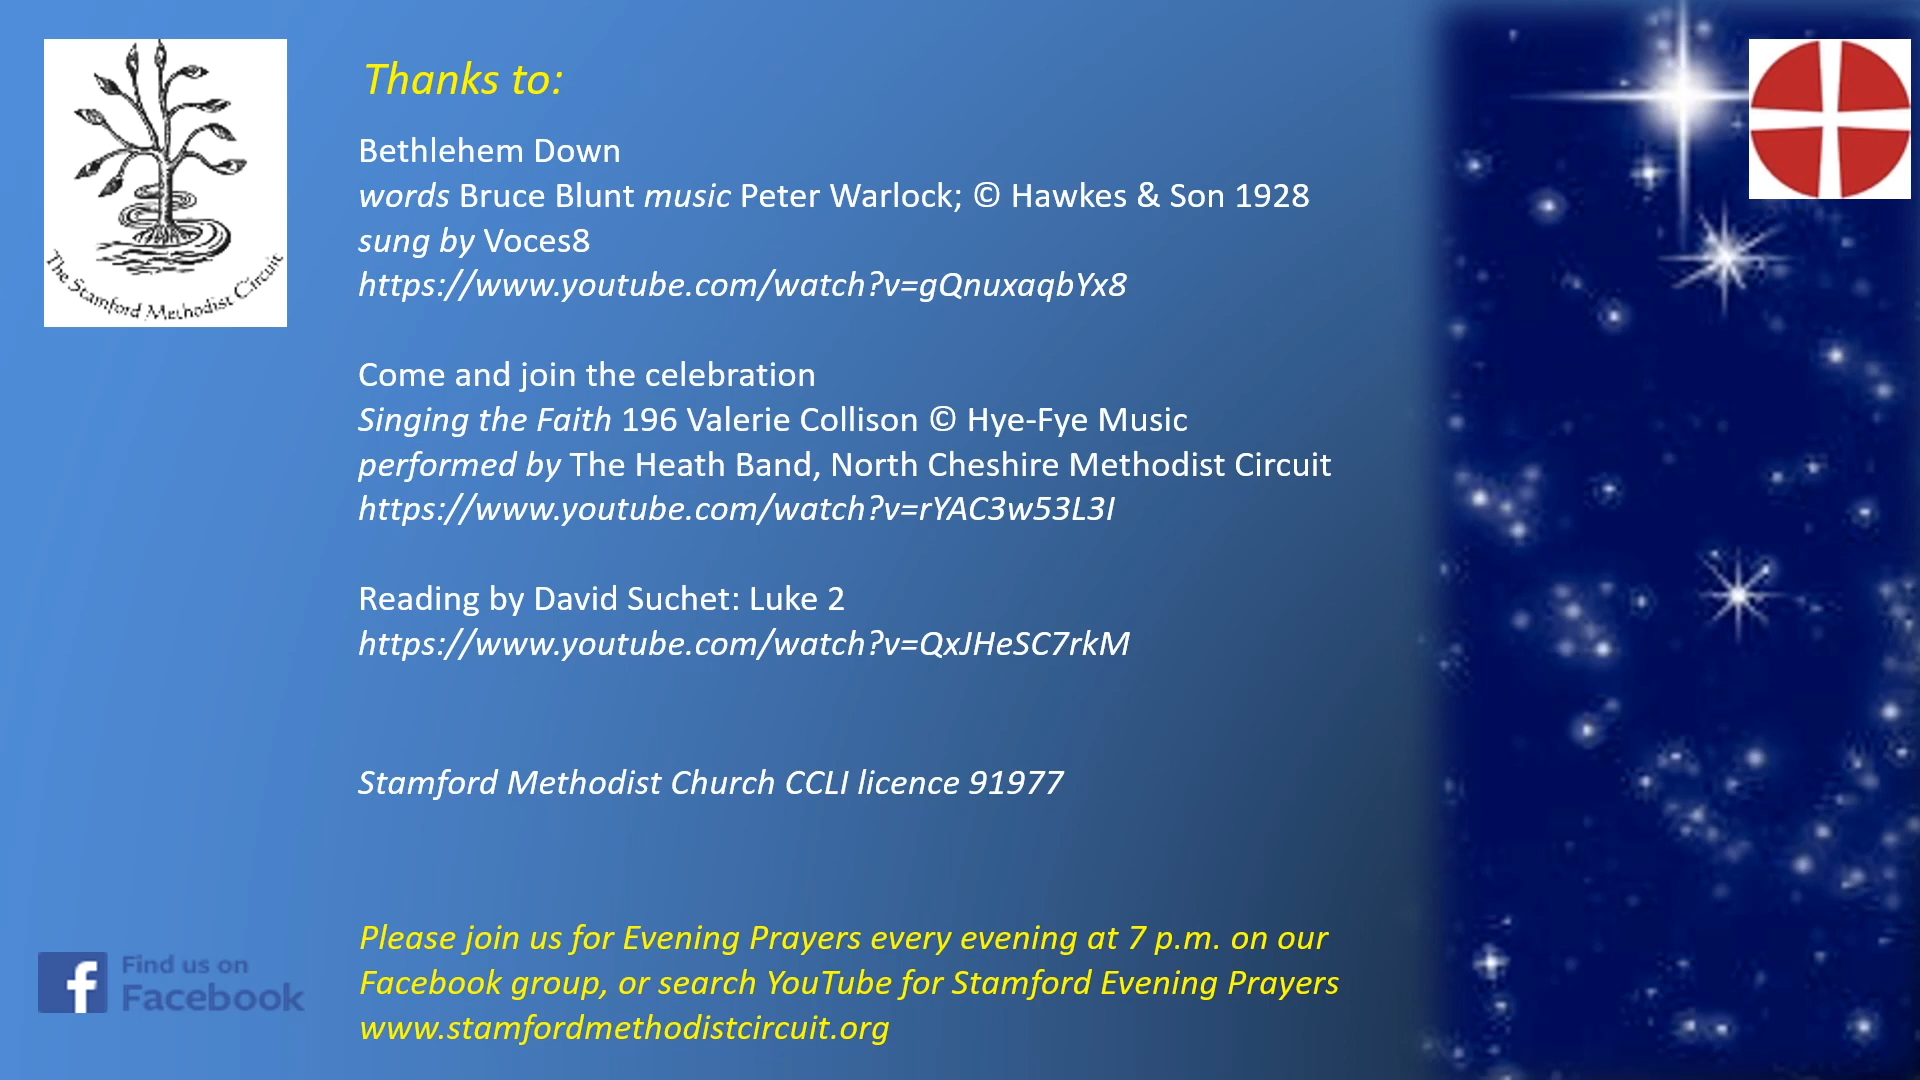 The Stamford Methodist Circuit
Thanks to:
Bethlehem Down
words Bruce Blunt music Peter Warlock; © Hawkes & Son 1928
sung by Voces8
https://www.youtube.com/watch?v=gQnuxaqbYx8
Come and join the celebration
Singing the Faith 196 Valerie Collison © Hye-Fye Music
performed by The Heath Band, North Cheshire Methodist Circuit
https://www.youtube.com/watch?v=rYAC3w53L3I
Reading by David Suchet: Luke 2
https://www.youtube.com/watch?v=QxJHeSC7rkM
Stamford Methodist Church CCLI licence 91977
Please join us for Evening Prayers every evening at 7 p.m. on our
Facebook group, or search YouTube for Stamford Evening Prayers
www.stamfordmethodistcircuit.org
f
Find us on
Facebook